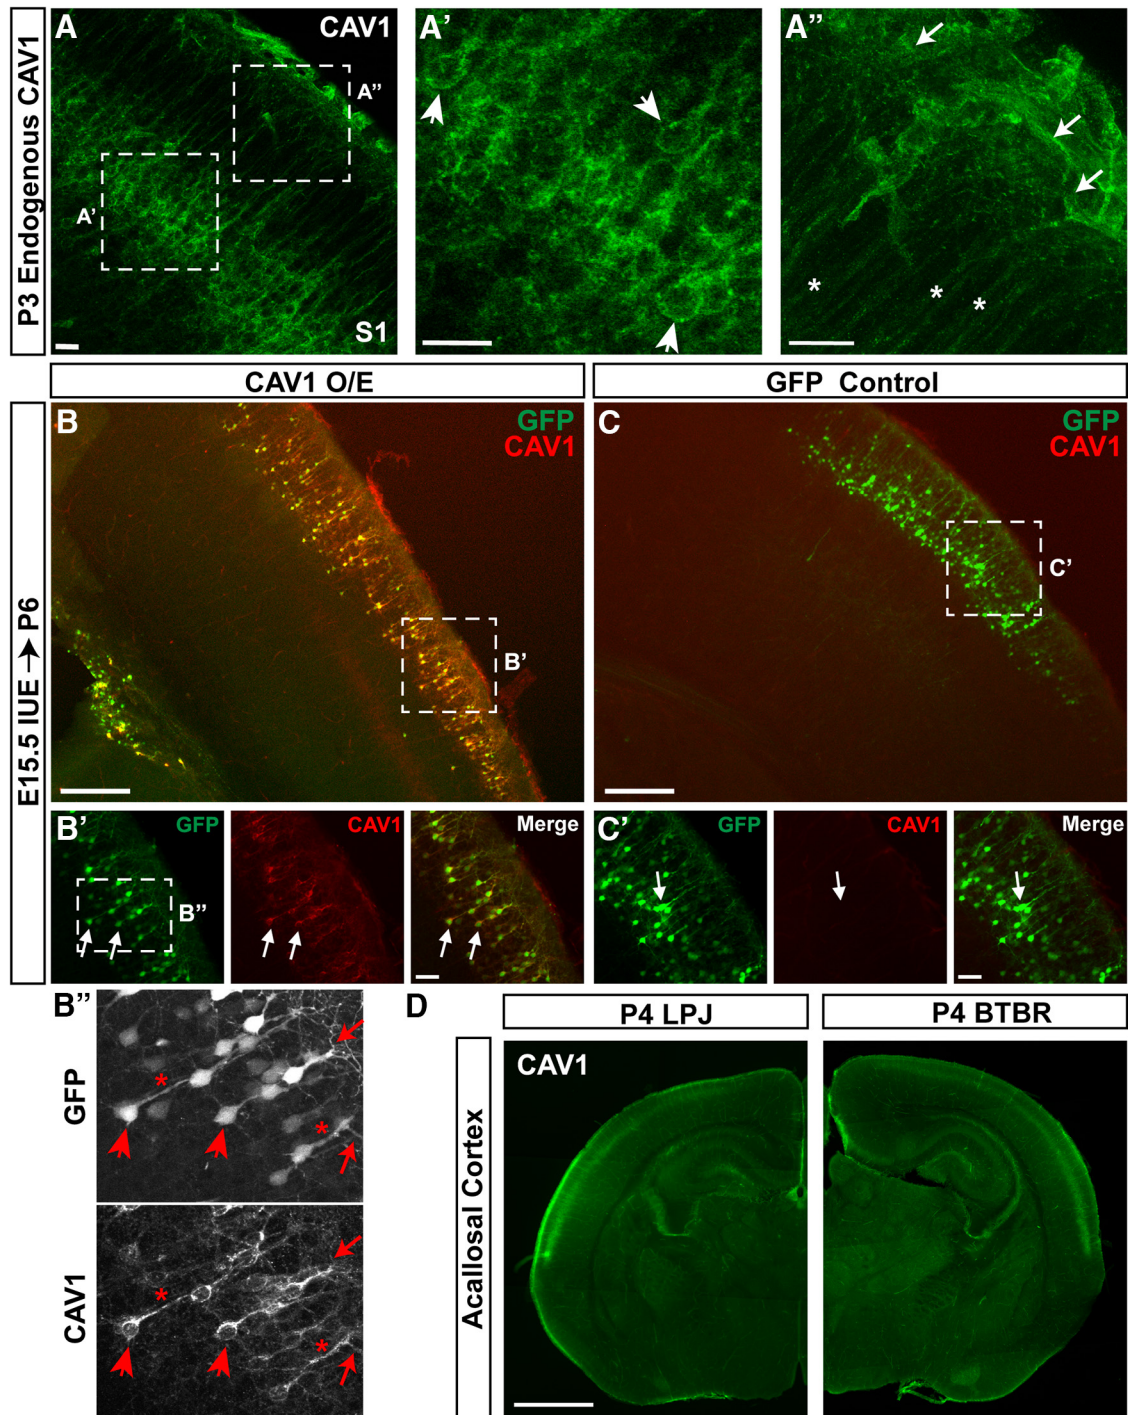 P3 Endogenous CAV1
A
CAV1
A’’
A’
S1
A’
A’’
*
*
*
CAV1 O/E
GFP Control
E15.5 IUE → P6
B
GFP
CAV1
B’
C
GFP
CAV1
C’
B’
GFP
B’’
CAV1
Merge
C’
GFP
CAV1
Merge
B’’
GFP
*
*
CAV1
*
*
D
P4 LPJ
P4 BTBR
Acallosal Cortex
CAV1